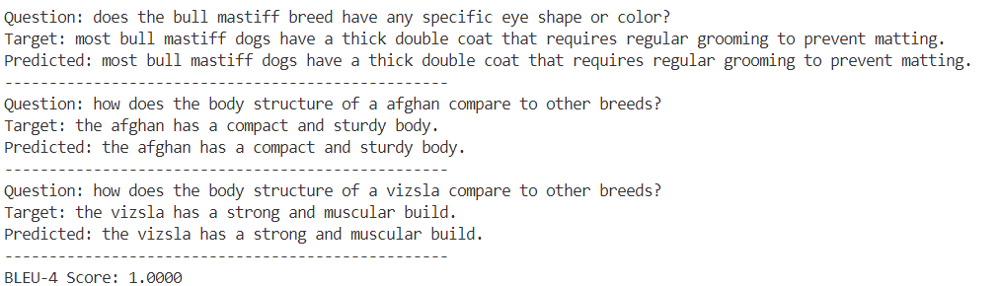 Question: does the bull mastiff breed have any specific eye shape or color?
Target: most bull mastiff dogs have a thick double coat that requires regular grooming to prevent matting.
Predicted: most bull mastiff dogs have a thick double coat that requires regular grooming to prevent matting.
--------------------------------------------------
Question: how does the body structure of a afghan compare to other breeds?
Target: the afghan has a compact and sturdy body.
Predicted: the afghan has a compact and sturdy body.
--------------------------------------------------
Question: how does the body structure of a vizsla compare to other breeds?
Target: the vizsla has a strong and muscular build.
Predicted: the vizsla has a strong and muscular build.
--------------------------------------------------
BLEU-4 Score: 1.0000